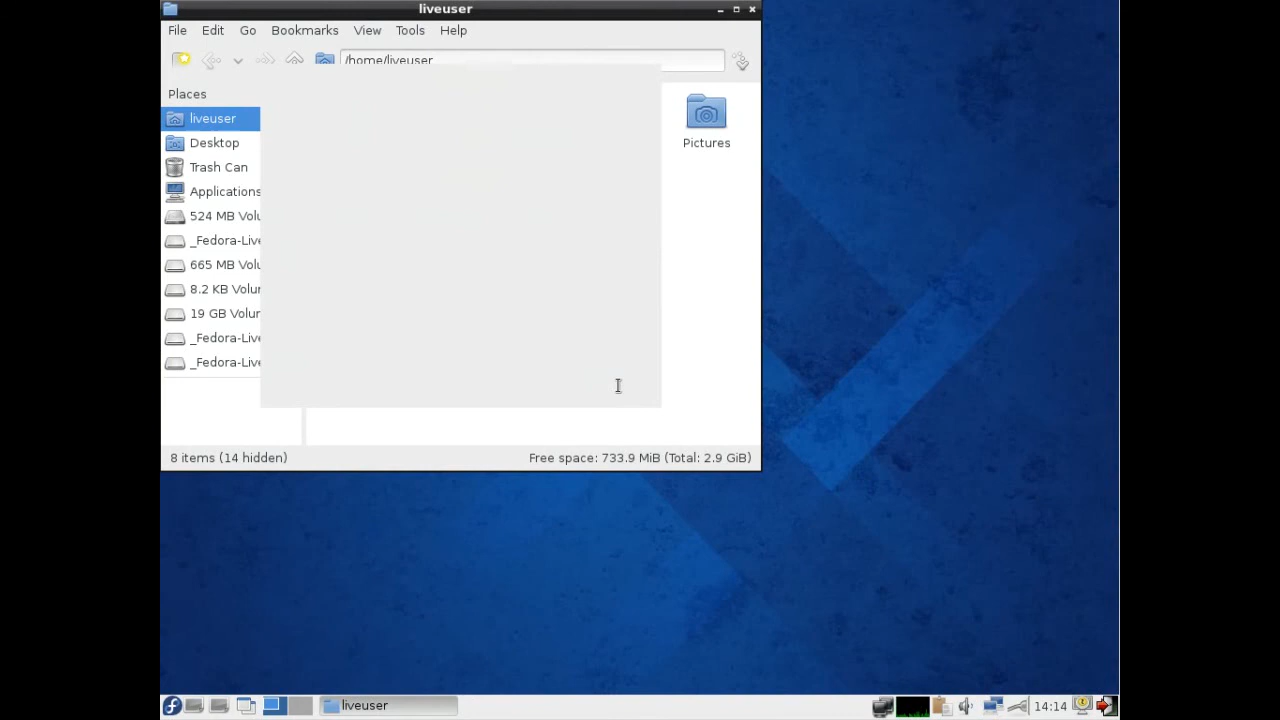 liveuser
File Edit Go Bookmarks View Tools Help
/home/liveuser
Places
liveuser
Desktop
Trash Can
Applications
524 MB Volu
_Fedora-Live
665 MB Volu
8.2 KB Volur
19 GB Volur
_Fedora-Live
_Fedora-Live
Pictures
8 items (14 hidden) Free space: 733.9 MiB (Total: 2.9 GiB)
liveuser 14:14